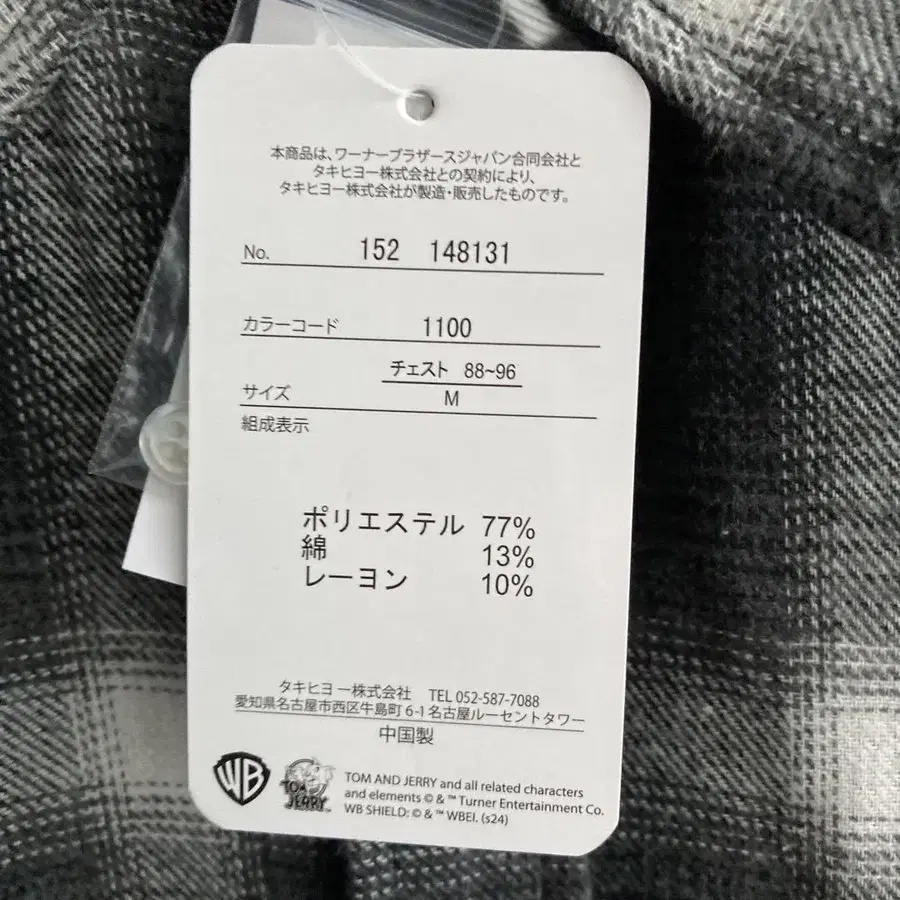 本商品は、ワーナーブラザースジャパン合同会社と
タキヒヨー株式会社との契約により、
タキヒヨー株式会社が製造・販売したものです。
No. 152 148131
カラーコード 1100
チェスト 88~96
サイズ M
組成表示
ポリエステル 77%
綿 13%
レーヨン 10%
タキヒヨー株式会社 TEL 052-587-7088
愛知県名古屋市西区牛島町6-1名古屋ルーセントタワー
中国製
WB
TOM AND JERRY
TOM AND JERRY and all related characters
and elements © & ™ Turner Entertainment Co.
WB SHIELD: © & ™ WBEI. (s24)